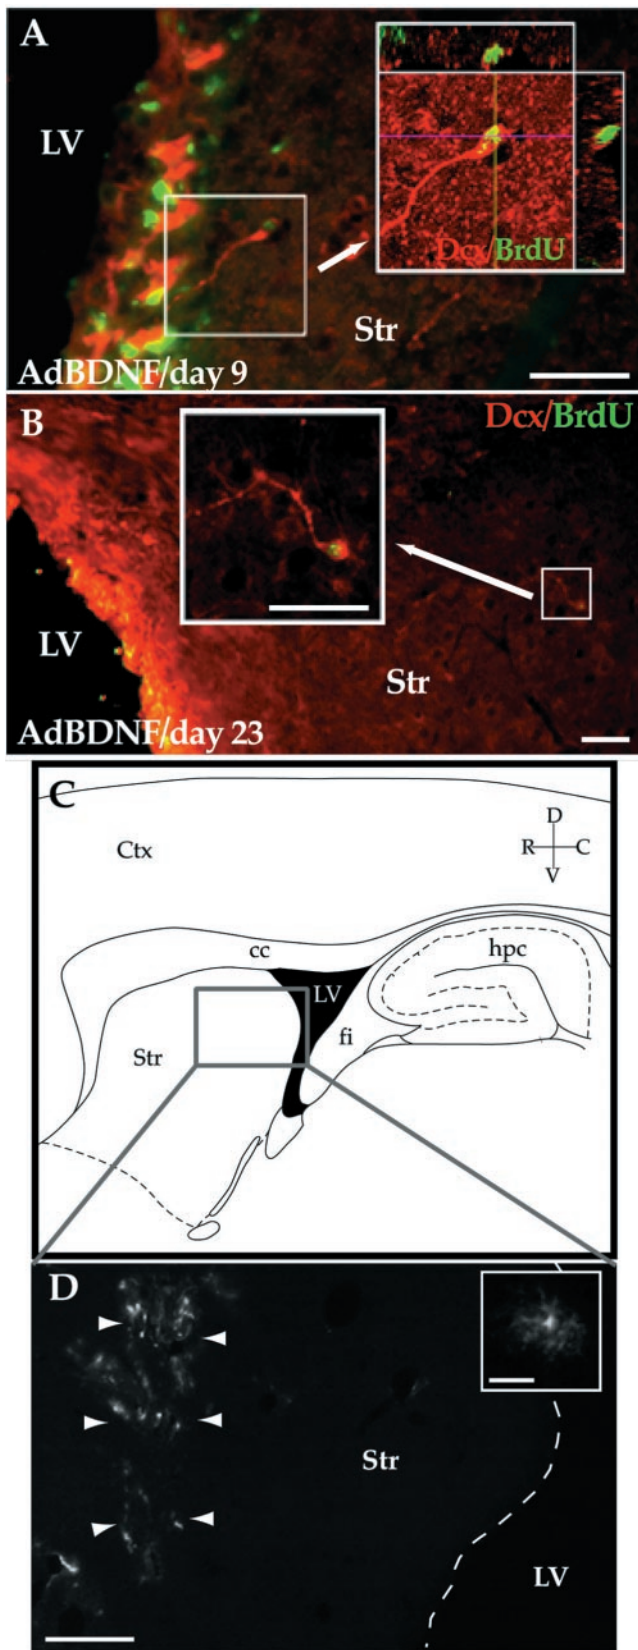 A
LV
Dcx/BrdU
Str
AdBDNF/day 9
B
Dcx/BrdU
LV
Str
AdBDNF/day 23
C
D
Ctx
R
C
V
cc
hpc
LV
fi
Str
D
Str
LV